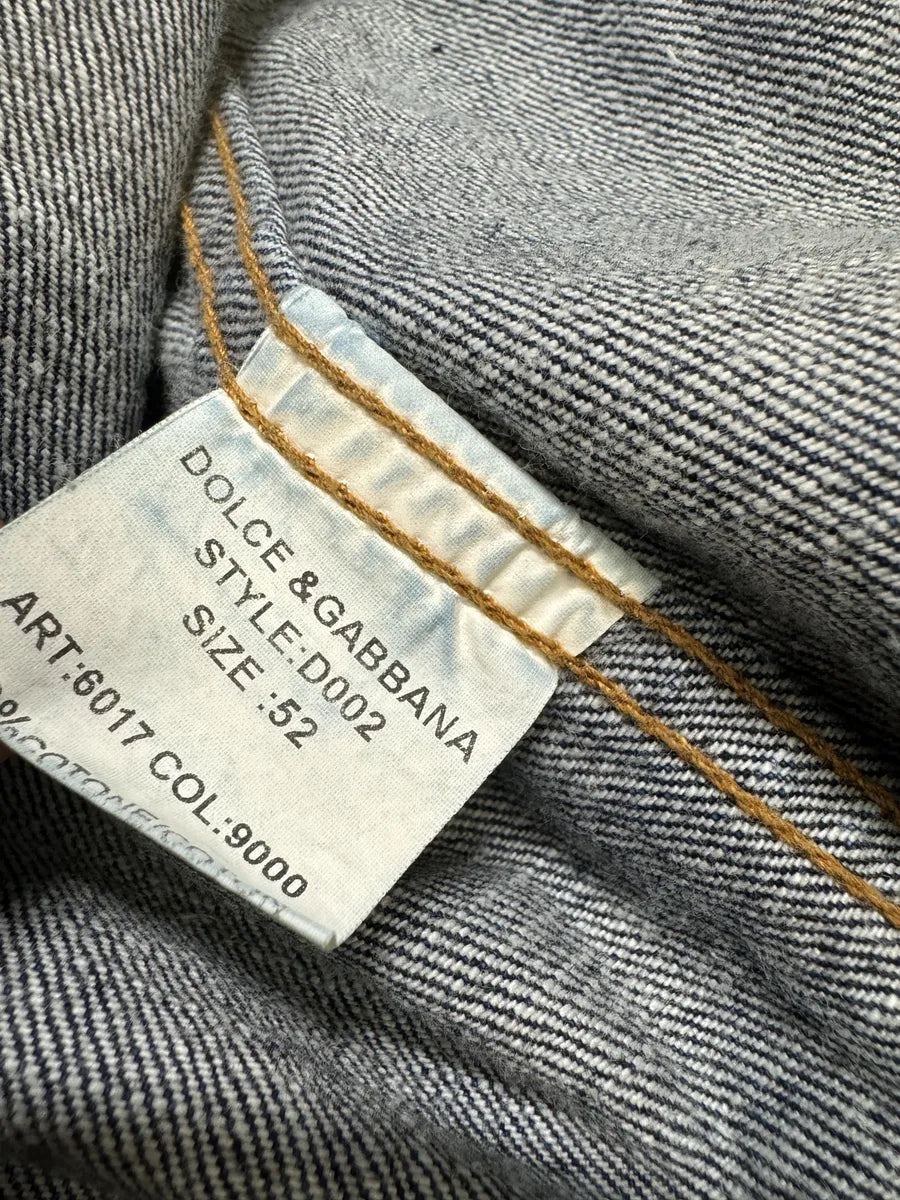 DOLCE &GABBANA
STYLE:D002
SIZE :52
ART:6017 COL:9000